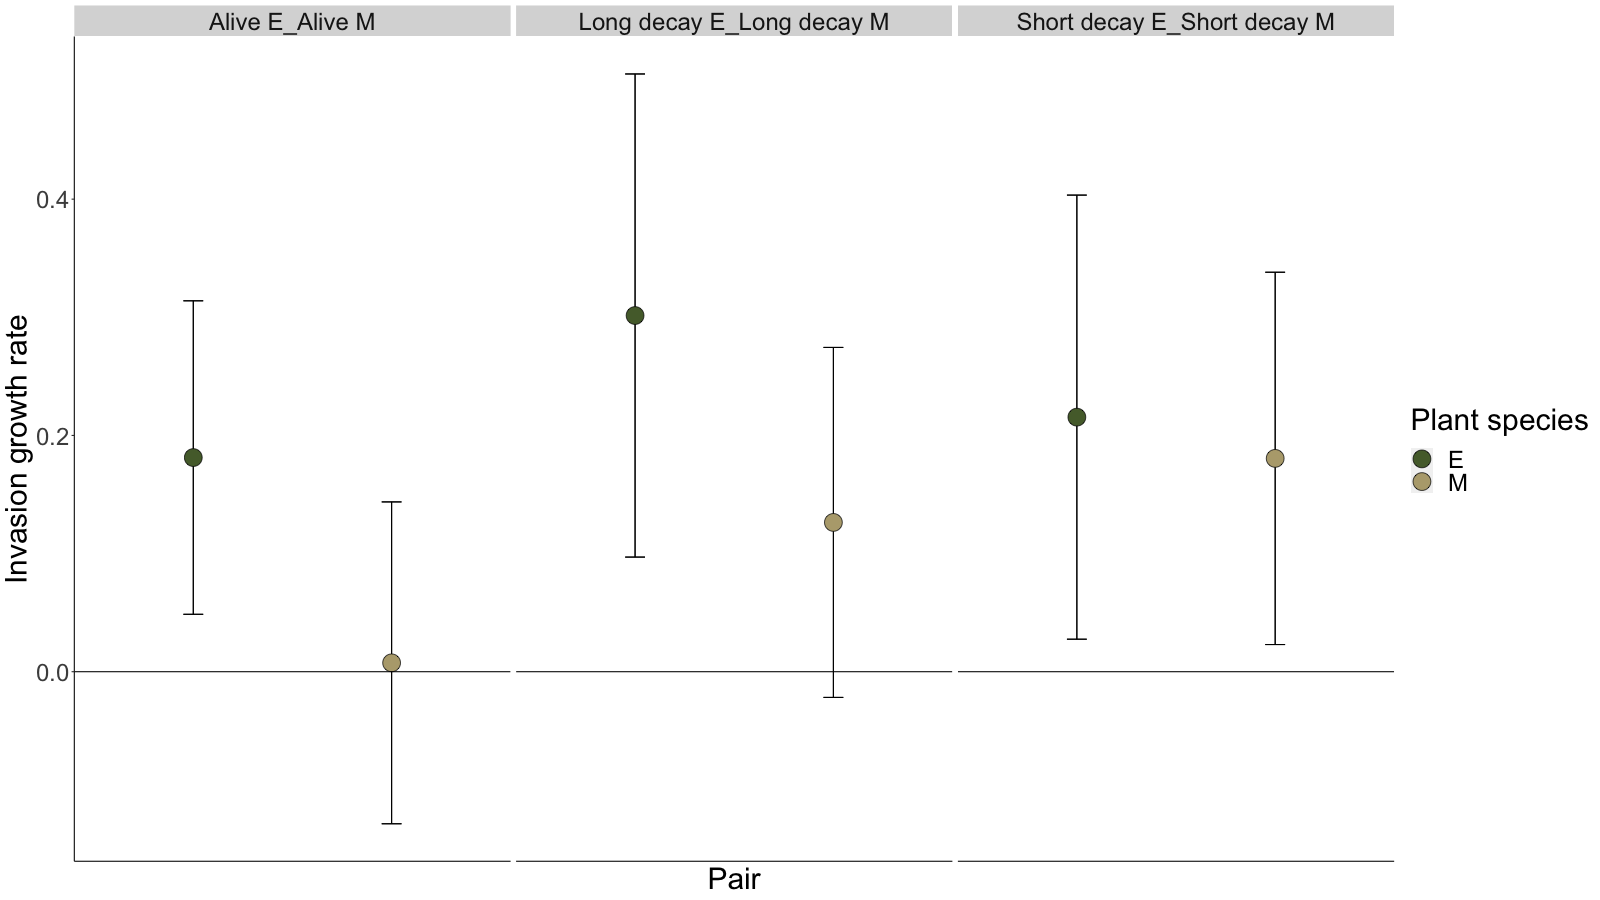 Alive E_Alive M
Long decay E_Long decay M
Short decay E_Short decay M
Invasion growth rate
0.4
0.2
0.0
Pair
Plant species
E
M